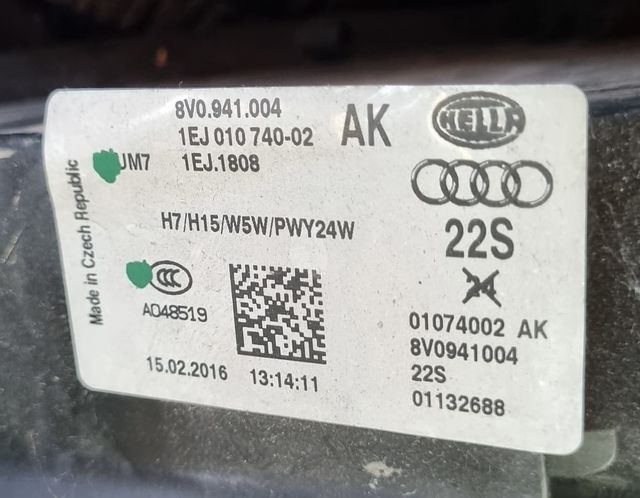 8V0.941.004
1EJ 010 740-02 AK
UM7 1EJ.1808
HELLA
Made in Czech Republic
H7/H15/W5W/PWY24W
22S
24
CCC
A048519
15.02.2016 13:14:11
01074002 AK
8V0941004
22S
01132688